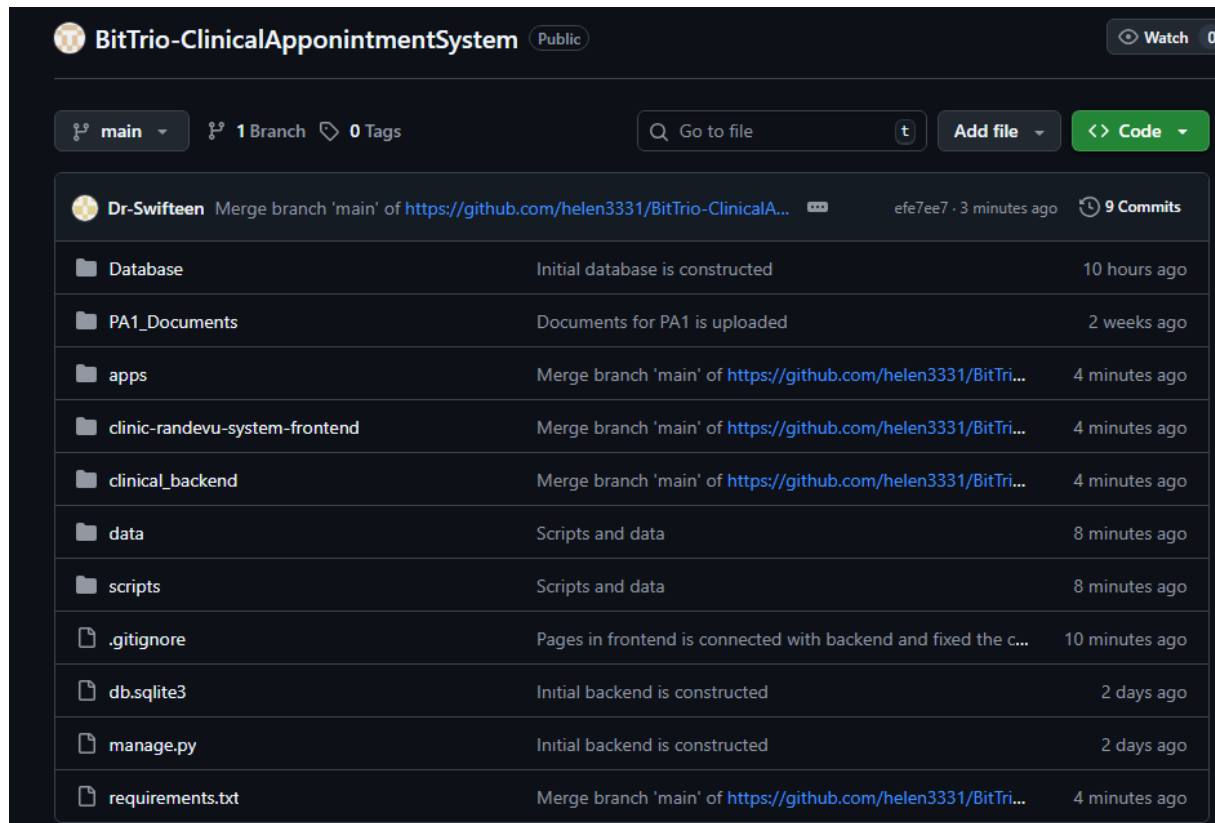 BitTrio-ClinicalApponintmentSystem Public Watch 0
main 1 Branch 0 Tags Go to file t Add file <> Code
Dr-Swifteen Merge branch 'main' of https://github.com/helen3331/BitTrio-ClinicalA... efe7ee7 · 3 minutes ago 9 Commits
Database Initial database is constructed 10 hours ago
PA1_Documents Documents for PA1 is uploaded 2 weeks ago
apps Merge branch 'main' of https://github.com/helen3331/BitTri... 4 minutes ago
clinic-randevu-system-frontend Merge branch 'main' of https://github.com/helen3331/BitTri... 4 minutes ago
clinical_backend Merge branch 'main' of https://github.com/helen3331/BitTri... 4 minutes ago
data Scripts and data 8 minutes ago
scripts Scripts and data 8 minutes ago
.gitignore Pages in frontend is connected with backend and fixed the c... 10 minutes ago
db.sqlite3 Inıtial backend is constructed 2 days ago
manage.py Inıtial backend is constructed 2 days ago
requirements.txt Merge branch 'main' of https://github.com/helen3331/BitTri... 4 minutes ago